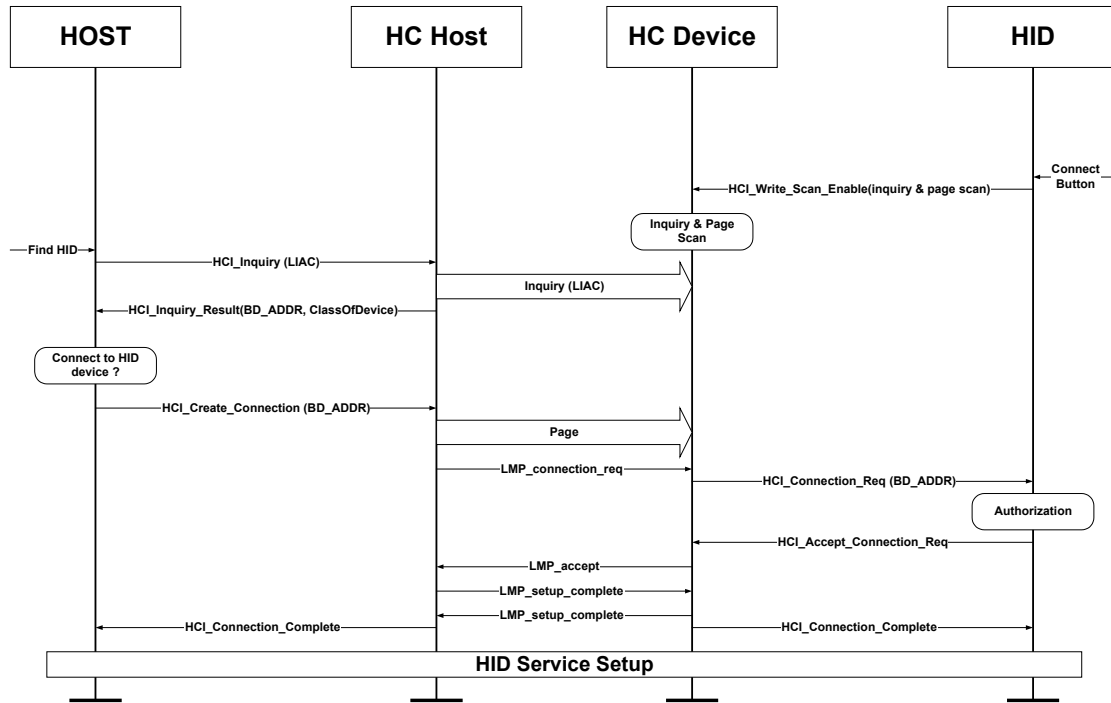 HOST
HC Host
HC Device
HID
Connect
Button
HCI_Write_Scan_Enable(inquiry & page scan)
Inquiry & Page
Scan
Find HID
HCI_Inquiry (LIAC)
Inquiry (LIAC)
HCI_Inquiry_Result(BD_ADDR, ClassOfDevice)
Connect to HID
device ?
HCI_Create_Connection (BD_ADDR)
Page
LMP_connection_req
HCI_Connection_Req (BD_ADDR)
Authorization
HCI_Accept_Connection_Req
LMP_accept
LMP_setup_complete
LMP_setup_complete
HCI_Connection_Complete
HCI_Connection_Complete
HID Service Setup